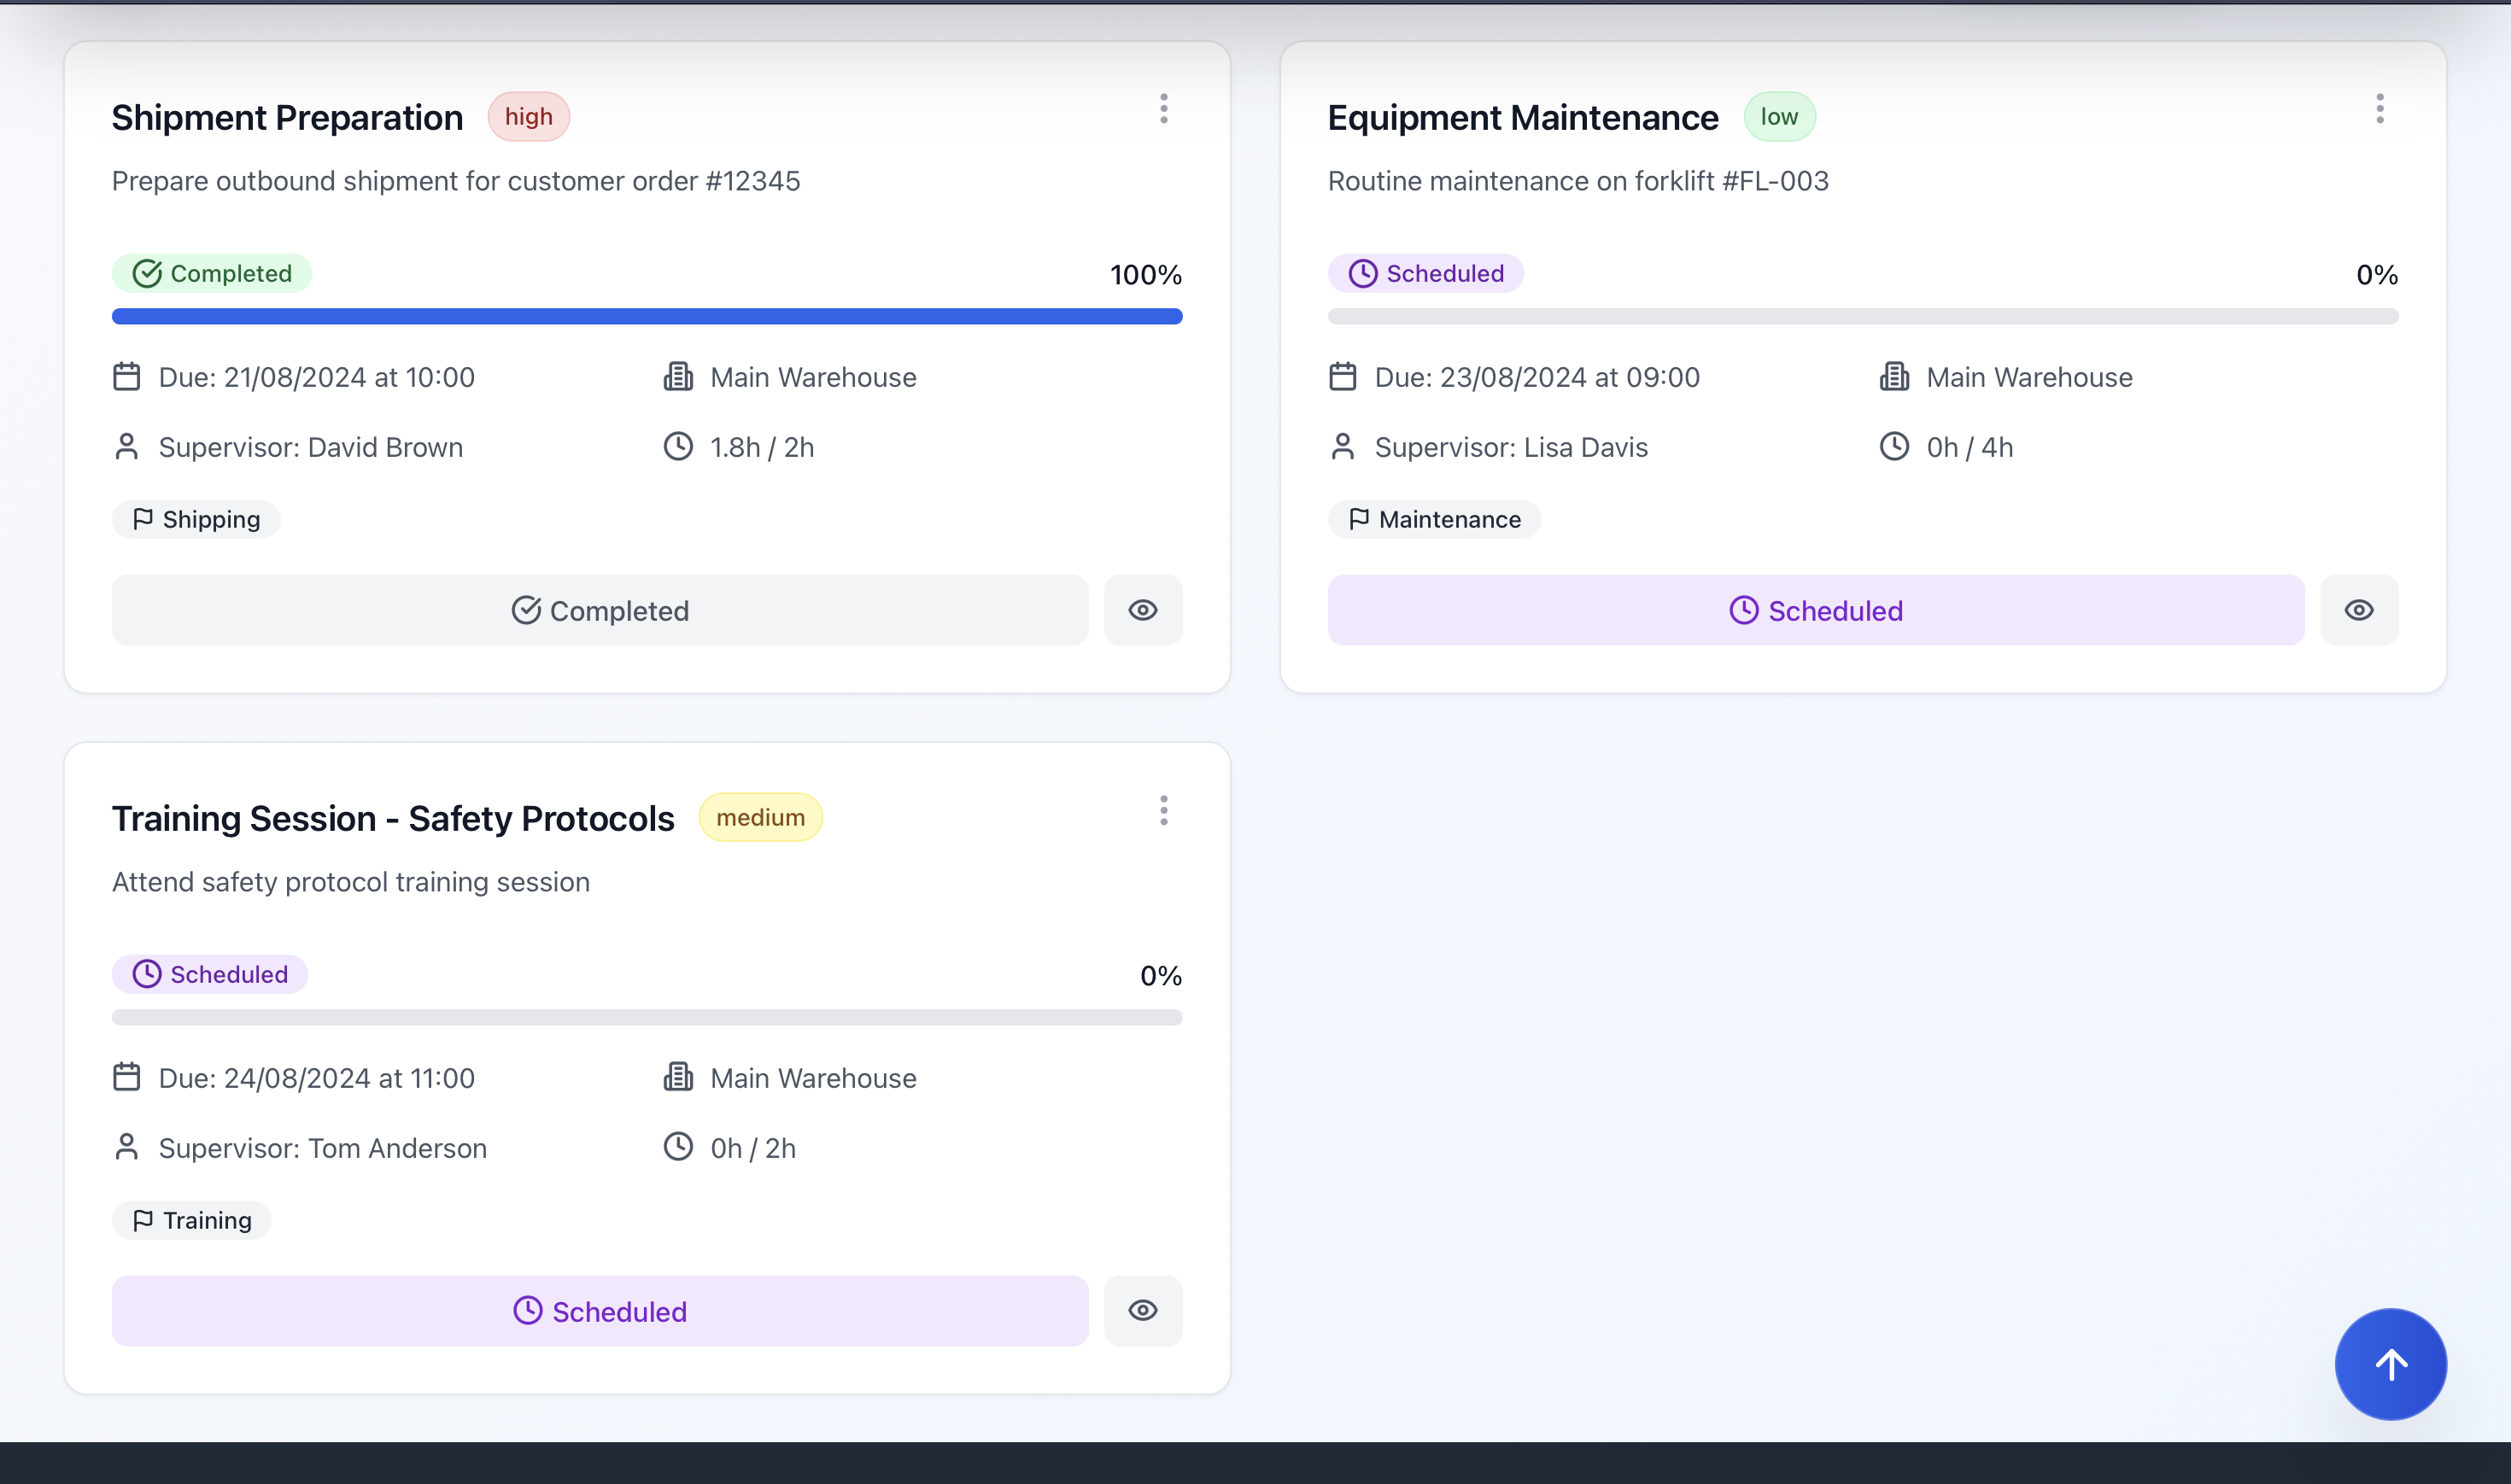 Shipment Preparation high
Prepare outbound shipment for customer order #12345
Completed 100%
Due: 21/08/2024 at 10:00 Main Warehouse
Supervisor: David Brown 1.8h / 2h
Shipping
Completed
Equipment Maintenance low
Routine maintenance on forklift #FL-003
Scheduled 0%
Due: 23/08/2024 at 09:00 Main Warehouse
Supervisor: Lisa Davis 0h / 4h
Maintenance
Scheduled
Training Session - Safety Protocols medium
Attend safety protocol training session
Scheduled 0%
Due: 24/08/2024 at 11:00 Main Warehouse
Supervisor: Tom Anderson 0h / 2h
Training
Scheduled